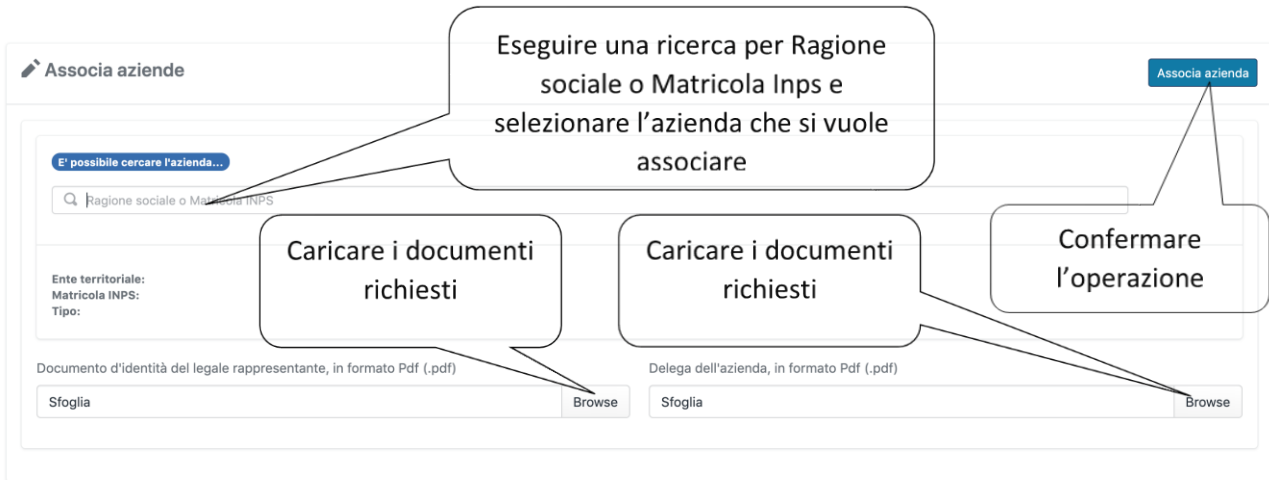 Eseguire una ricerca per Ragione
sociale o Matricola Inps e
selezionare l’azienda che si vuole
associare
Associa aziende
Associa azienda
E' possibile cercare l'azienda...
Ragione sociale o Matricola INPS
Caricare i documenti
richiesti
Caricare i documenti
richiesti
Confermare
l’operazione
Ente territoriale:
Matricola INPS:
Tipo:
Documento d'identità del legale rappresentante, in formato Pdf (.pdf)
Delega dell'azienda, in formato Pdf (.pdf)
Sfoglia
Browse
Sfoglia
Browse